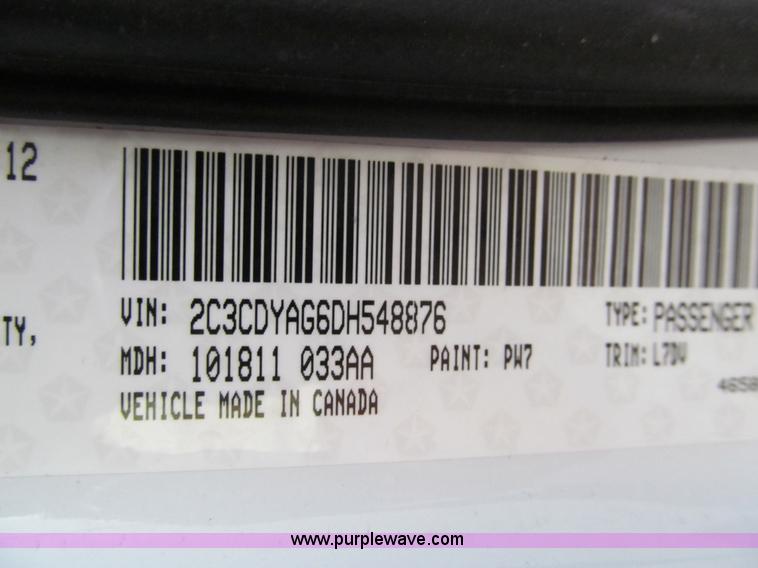 12
VIN: 2C3CDYAG6DH548876 TYPE: PASSENGER
TY,
MDH: 101811 033AA PAINT: PW7 TRIM: L7DV
4658
VEHICLE MADE IN CANADA
www.purplewave.com